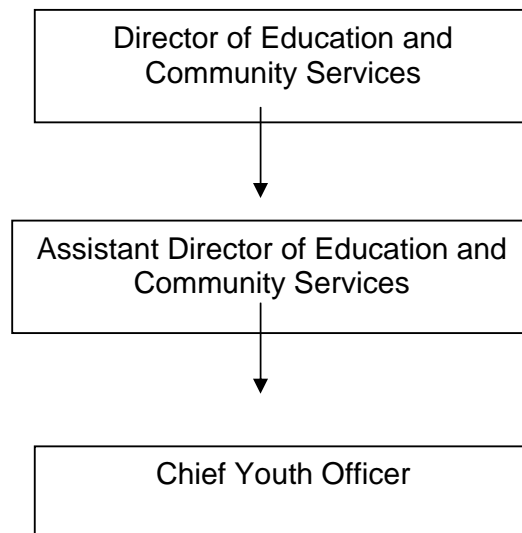 Director of Education and
Community Services
Assistant Director of Education and
Community Services
Chief Youth Officer